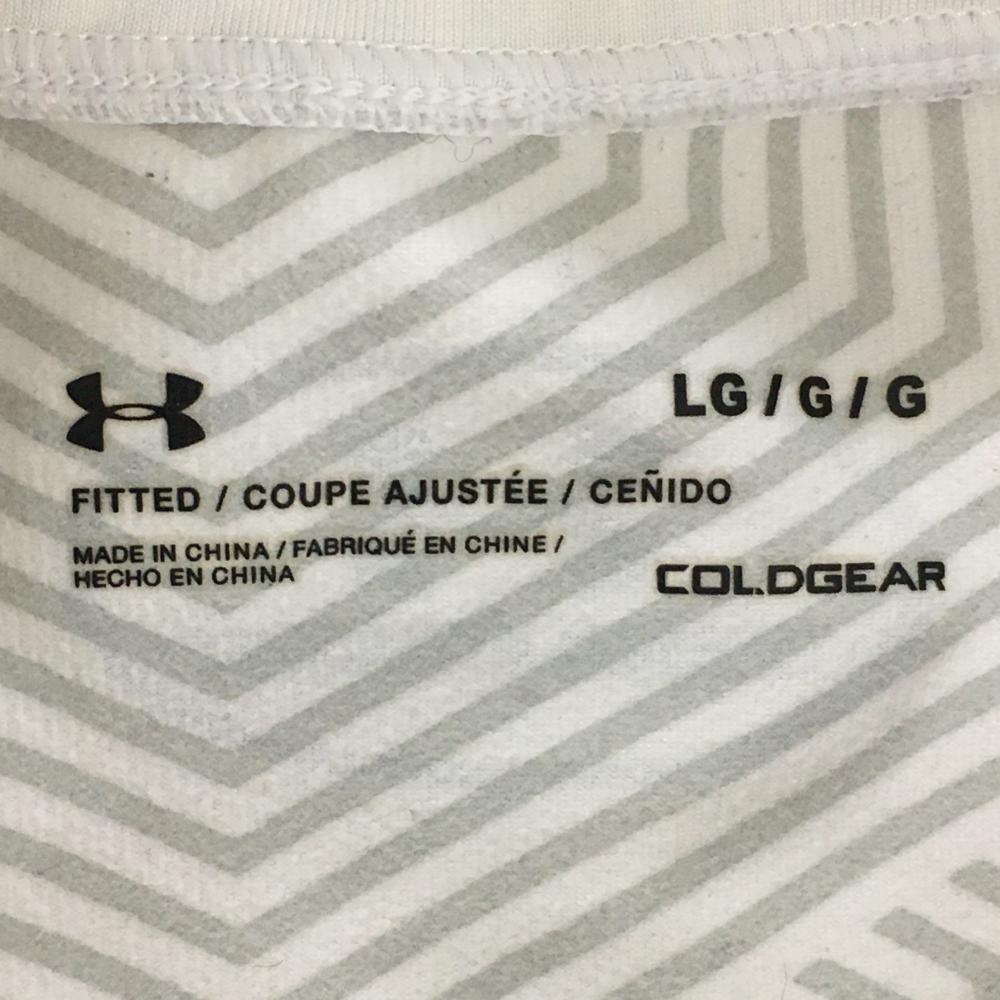 LG / G / G
FITTED / COUPE AJUSTÉE / CEÑIDO
MADE IN CHINA / FABRIQUÉ EN CHINE /
HECHO EN CHINA
COLDGEAR